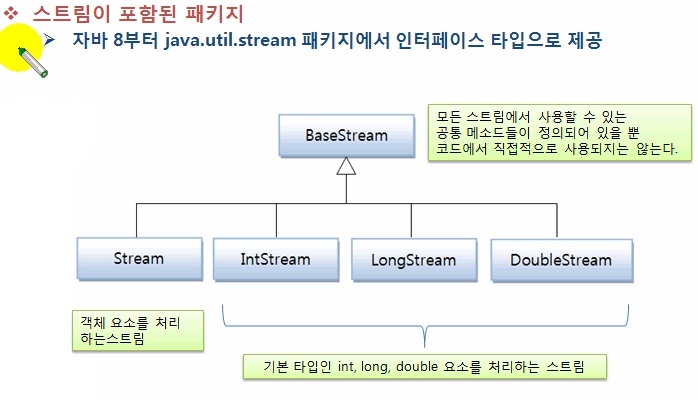 스트림이 포함된 패키지
자바 8부터 java.util.stream 패키지에서 인터페이스 타입으로 제공
BaseStream
모든 스트림에서 사용할 수 있는
공통 메소드들이 정의되어 있을 뿐
코드에서 직접적으로 사용되지는 않는다.
Stream
IntStream
LongStream
DoubleStream
객체 요소를 처리
하는스트림
기본 타입인 int, long, double 요소를 처리하는 스트림